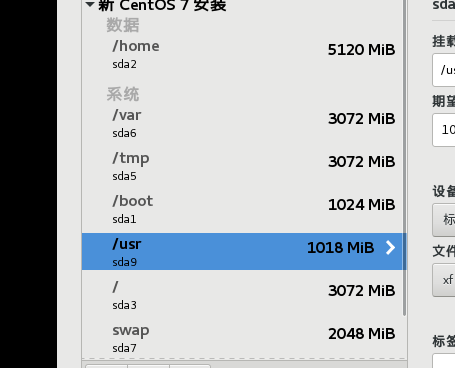 新 CentOS 7 安装
sda
数据
/home
5120 MiB
sda2
系统
/var
3072 MiB
sda6
/tmp
3072 MiB
sda5
/boot
1024 MiB
sda1
/usr
1018 MiB
sda9
/
3072 MiB
sda3
swap
2048 MiB
sda7
挂载
/us
期望
10
设备
标
文件
xf
标签